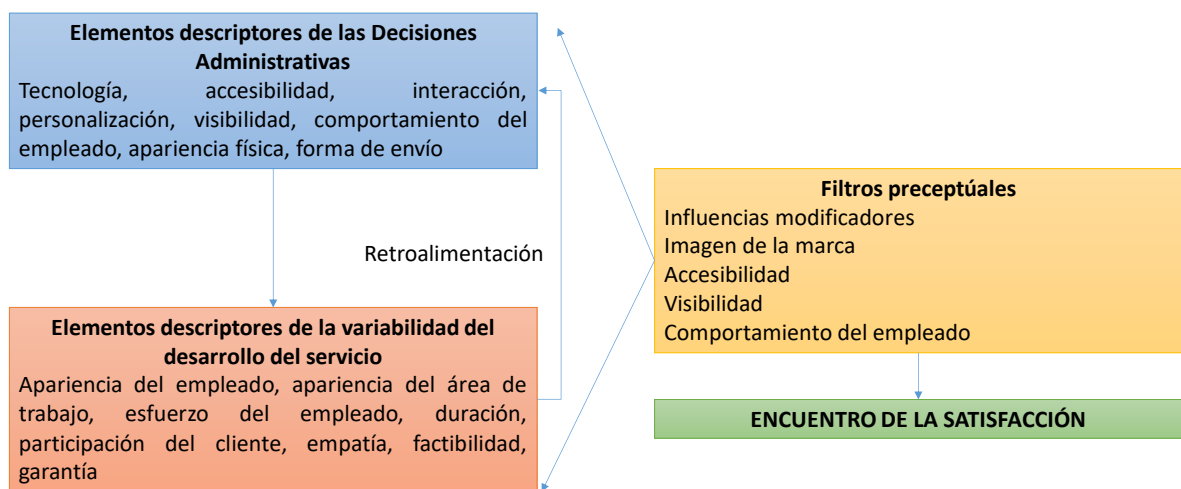 Elementos descriptores de las Decisiones
Administrativas
Tecnología, accesibilidad, interacción,
personalización, visibilidad, comportamiento del
empleado, apariencia física, forma de envío
Retroalimentación
Elementos descriptores de la variabilidad del
desarrollo del servicio
Apariencia del empleado, apariencia del área de
trabajo, esfuerzo del empleado, duración,
participación del cliente, empatía, factibilidad,
garantía
Filtros preceptúales
Influencias modificadores
Imagen de la marca
Accesibilidad
Visibilidad
Comportamiento del empleado
ENCUENTRO DE LA SATISFACCIÓN